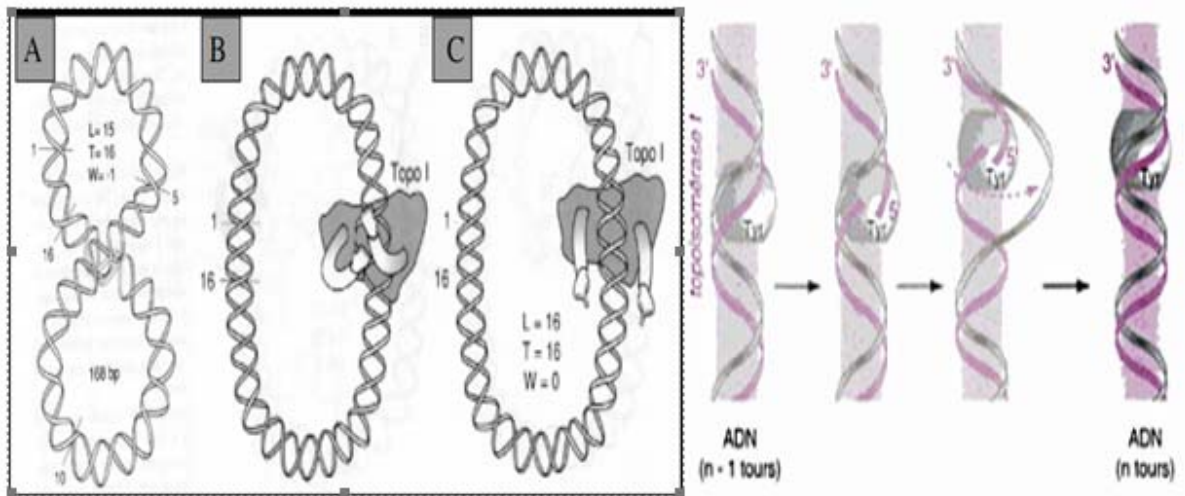 A
L= 15
T= 16
W= -1
1
5
16
168 bp
10
B
Topo I
1
16
C
Topo I
1
16
L = 16
T = 16
W = 0
topoisomérase I
3'
Tyr
3'
5'
Tyr
3'
5'
Tyr
3'
Tyr
ADN
(n - 1 tours)
ADN
(n tours)